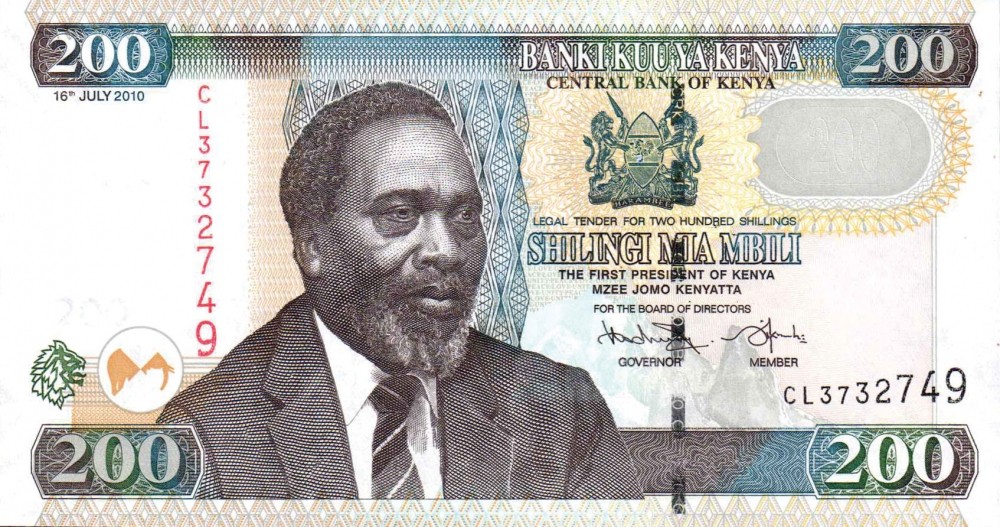 200
BANKI KUU YA KENYA
200
16th JULY 2010
CENTRAL BANK OF KENYA
CL3732749
HARAMBEE
200
LEGAL TENDER FOR TWO HUNDRED SHILLINGS
SHILINGI MIA MBILI
THE FIRST PRESIDENT OF KENYA
MZEE JOMO KENYATTA
FOR THE BOARD OF DIRECTORS
GOVERNOR MEMBER
CL3732749
200
200